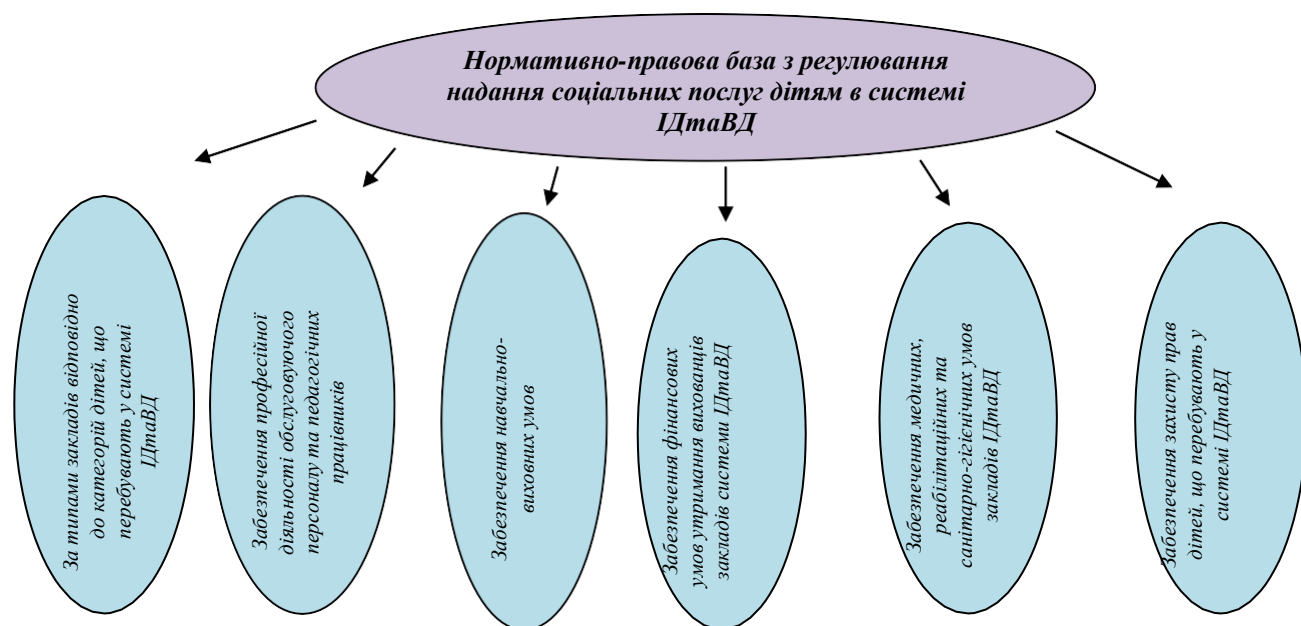 Нормативно-правова база з регулювання
надання соціальних послуг дітям в системі
ІДтаВД
За типами закладів відповідно
до категорій дітей, що
перебувають у системі
ІДтаВД
Забезпечення професійної
діяльності обслуговуючого
персоналу та педагогічних
працівників
Забезпечення навчально-
виховних умов
Забезпечення фінансових
умов утримання вихованців
закладів системи ІДтаВД
Забезпечення медичних,
реабілітаційних та
санітарно-гігієнічних умов
закладів ІДтаВД
Забезпечення захисту прав
дітей, що перебувають у
системі ІДтаВД